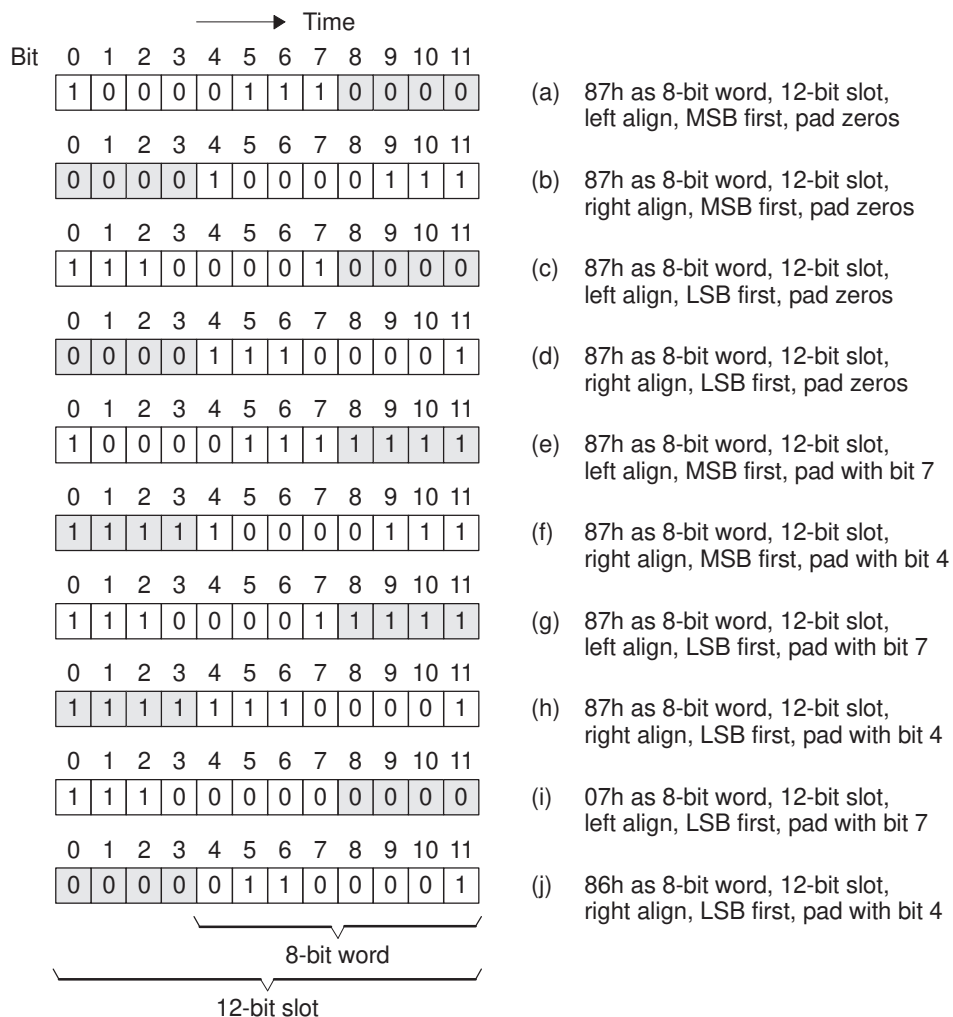 Time
Bit 0 1 2 3 4 5 6 7 8 9 10 11
1 0 0 0 0 1 1 1 0 0 0 0 (a) 87h as 8-bit word, 12-bit slot,
left align, MSB first, pad zeros
0 1 2 3 4 5 6 7 8 9 10 11
0 0 0 0 1 0 0 0 0 1 1 1 (b) 87h as 8-bit word, 12-bit slot,
right align, MSB first, pad zeros
0 1 2 3 4 5 6 7 8 9 10 11
1 1 1 0 0 0 0 1 0 0 0 0 (c) 87h as 8-bit word, 12-bit slot,
left align, LSB first, pad zeros
0 1 2 3 4 5 6 7 8 9 10 11
0 0 0 0 1 1 1 0 0 0 0 1 (d) 87h as 8-bit word, 12-bit slot,
right align, LSB first, pad zeros
0 1 2 3 4 5 6 7 8 9 10 11
1 0 0 0 0 1 1 1 1 1 1 1 (e) 87h as 8-bit word, 12-bit slot,
left align, MSB first, pad with bit 7
0 1 2 3 4 5 6 7 8 9 10 11
1 1 1 1 1 0 0 0 0 1 1 1 (f) 87h as 8-bit word, 12-bit slot,
right align, MSB first, pad with bit 4
0 1 2 3 4 5 6 7 8 9 10 11
1 1 1 0 0 0 0 1 1 1 1 1 (g) 87h as 8-bit word, 12-bit slot,
left align, LSB first, pad with bit 7
0 1 2 3 4 5 6 7 8 9 10 11
1 1 1 1 1 1 1 0 0 0 0 1 (h) 87h as 8-bit word, 12-bit slot,
right align, LSB first, pad with bit 4
0 1 2 3 4 5 6 7 8 9 10 11
1 1 1 0 0 0 0 0 0 0 0 0 (i) 07h as 8-bit word, 12-bit slot,
left align, LSB first, pad with bit 7
0 1 2 3 4 5 6 7 8 9 10 11
0 0 0 0 0 1 1 0 0 0 0 1 (j) 86h as 8-bit word, 12-bit slot,
right align, LSB first, pad with bit 4
8-bit word
12-bit slot